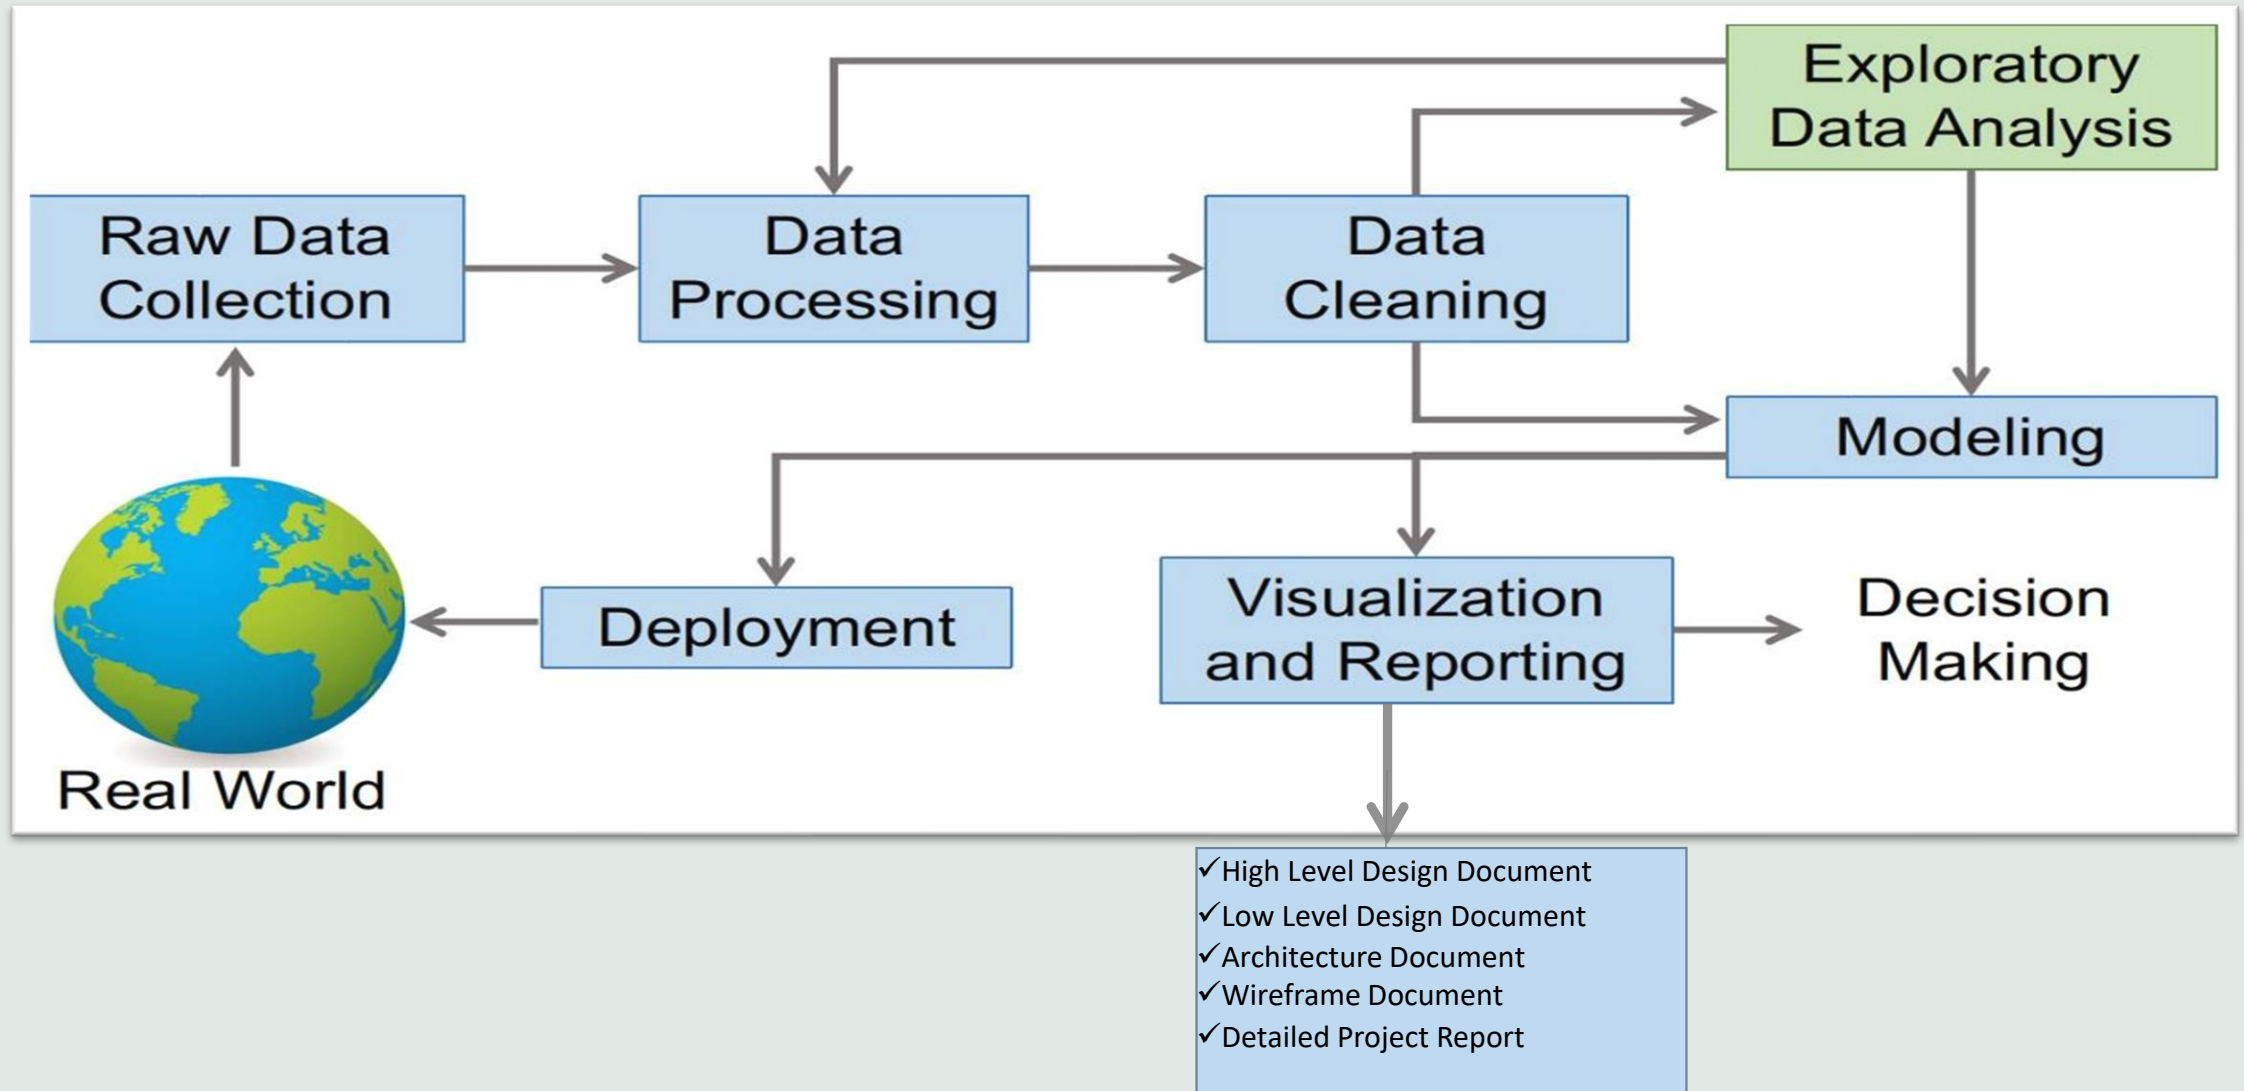 Exploratory
Data Analysis
Raw Data
Collection
Data
Processing
Data
Cleaning
Modeling
Deployment
Visualization
and Reporting
Decision
Making
Real World
✓High Level Design Document
✓Low Level Design Document
✓Architecture Document
✓Wireframe Document
✓Detailed Project Report